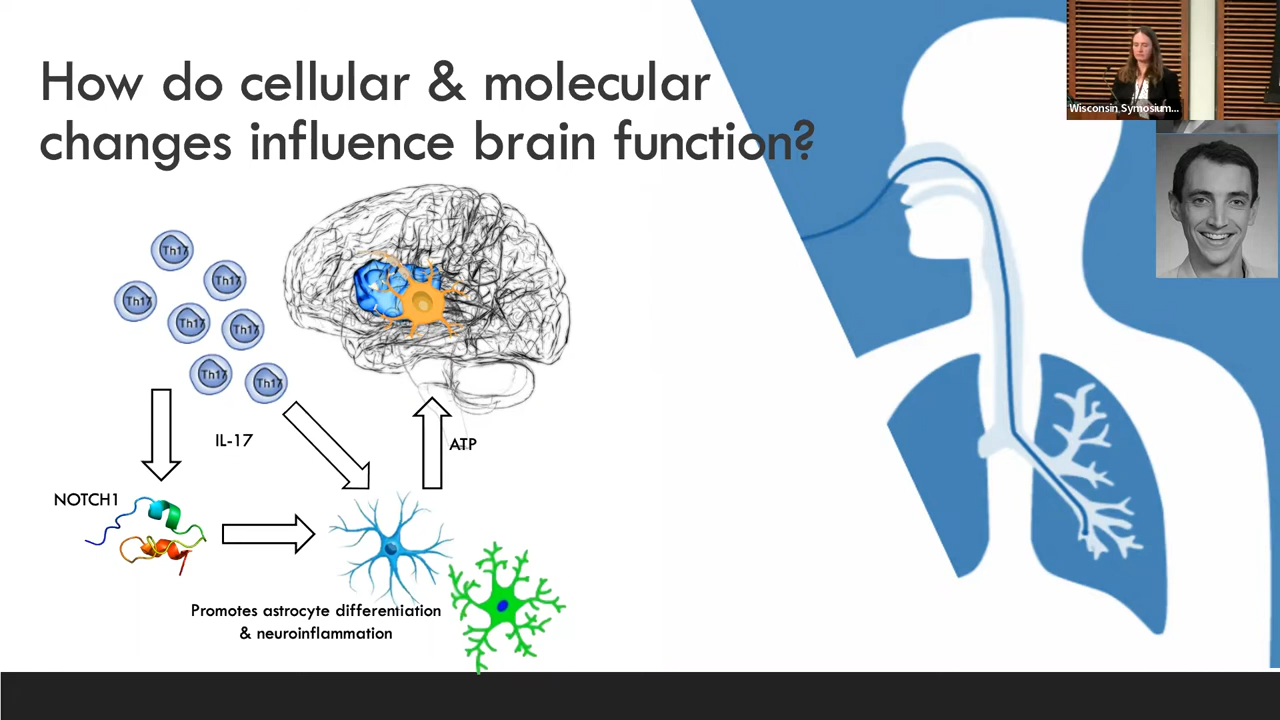 How do cellular & molecular
changes influence brain function?
Wisconsin Symposium...
Th17
Th17
Th17
Th17
Th17
Th17
Th17
IL-17
ATP
NOTCH1
Promotes astrocyte differentiation
& neuroinflammation